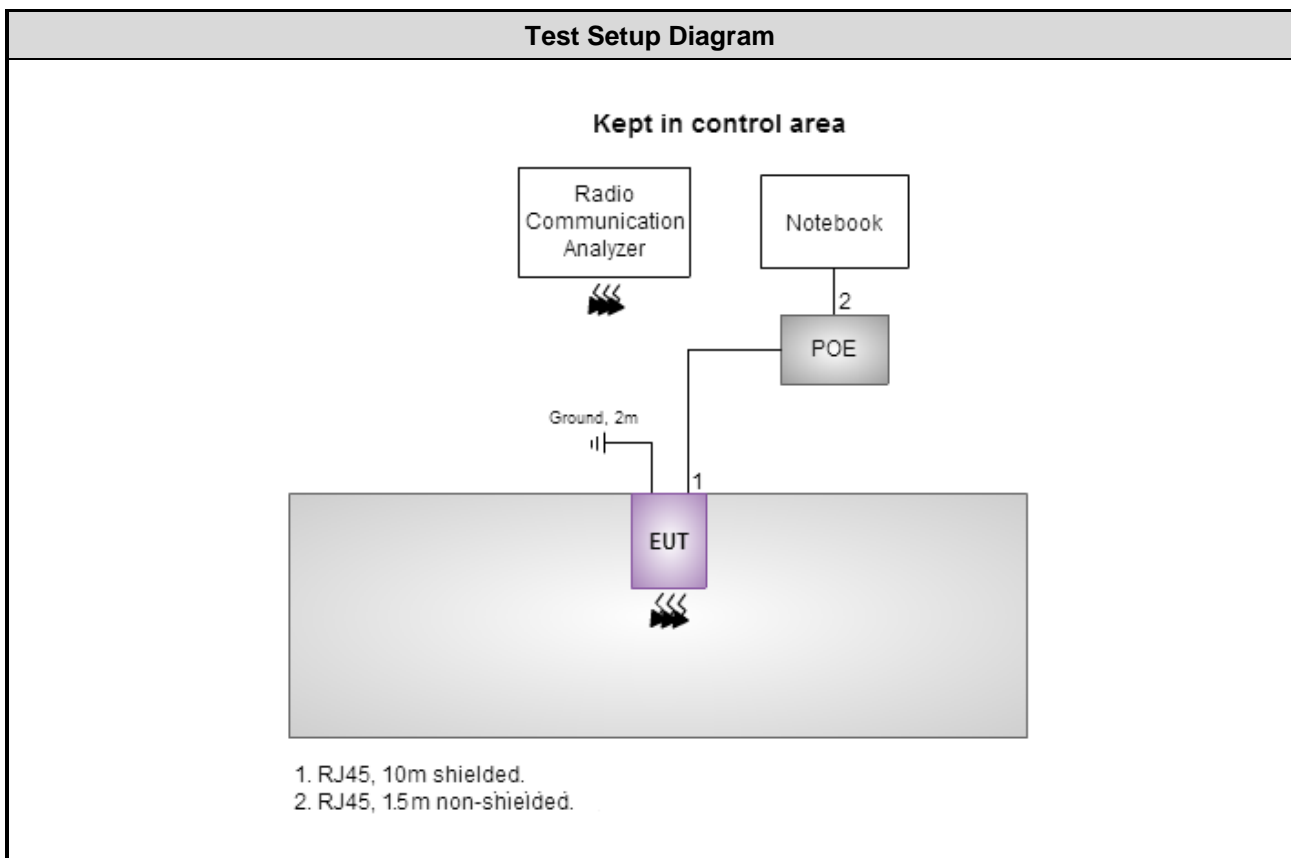 Test Setup Diagram
Kept in control area
Radio
Communication
Analyzer
Notebook
2
POE
Ground, 2m
1
EUT
1. RJ45, 10m shielded.
2. RJ45, 1.5m non-shielded.